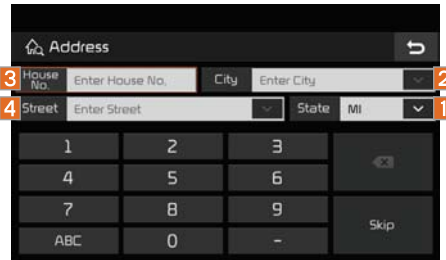 Address
3 House No. Enter House No. City Enter City 2
4 Street Enter Street State MI 1
1 2 3
4 5 6
7 8 9 Skip
ABC 0 -